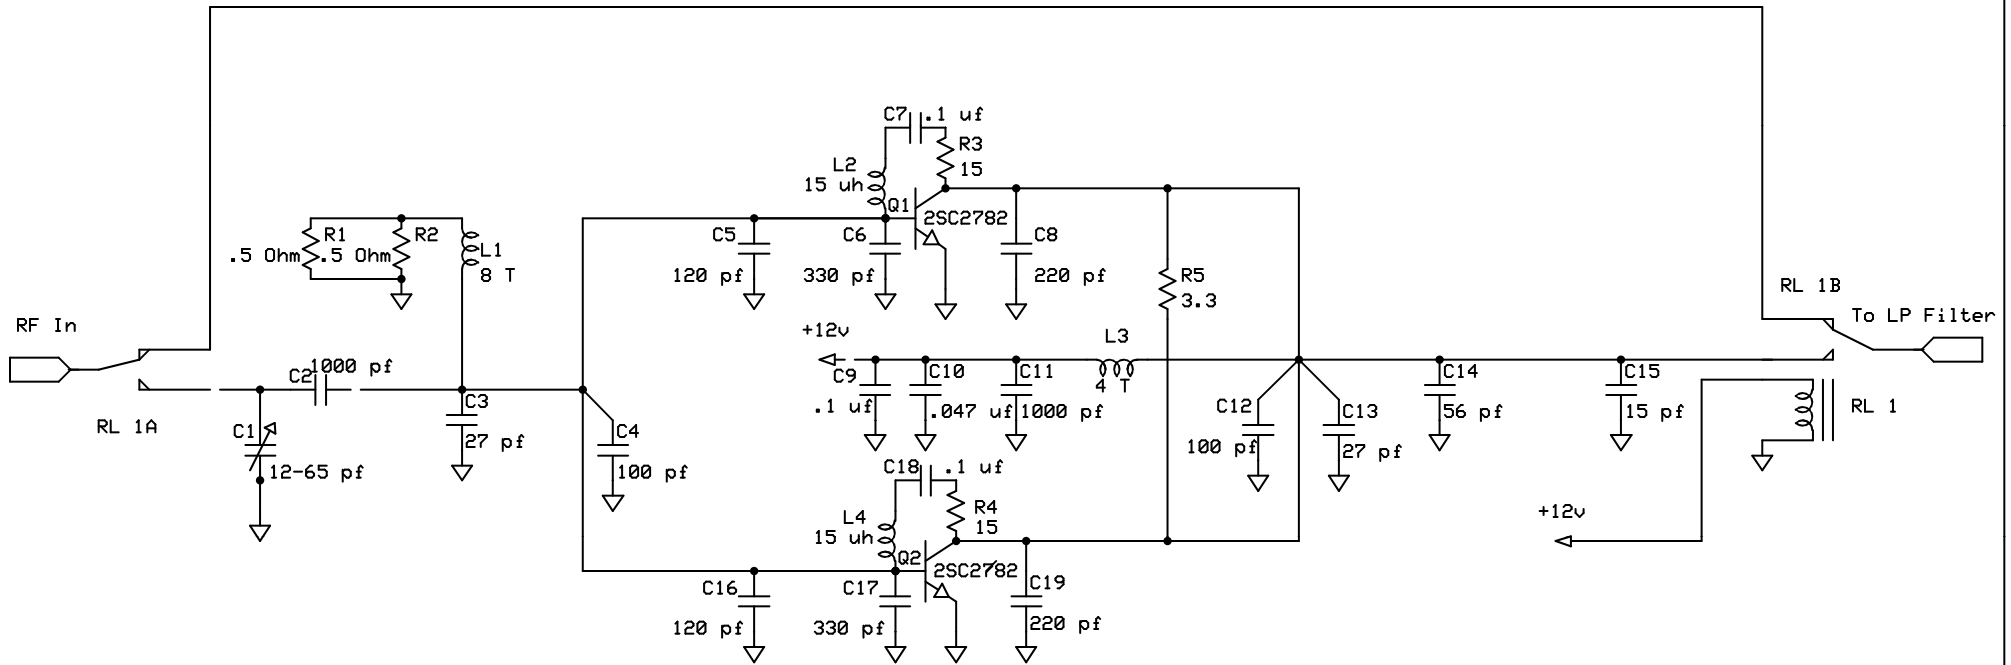 C7 .1 uf
R3
15
L2
15 uh
Q1
2SC2782
R1
.5 Ohm
R2
.5 Ohm
L1
8 T
C5
120 pf
C6
330 pf
C8
220 pf
R5
3.3
RL 1B
To LP Filter
RF In
+12v
L3
4 T
C2
1000 pf
C9
.1 uf
C10
.047 uf
C11
1000 pf
C14
56 pf
C15
15 pf
RL 1
RL 1A
C1
12-65 pf
C3
27 pf
C4
100 pf
C12
100 pf
C13
27 pf
C18 .1 uf
R4
15
L4
15 uh
Q2
2SC2782
+12v
C16
120 pf
C17
330 pf
C19
220 pf